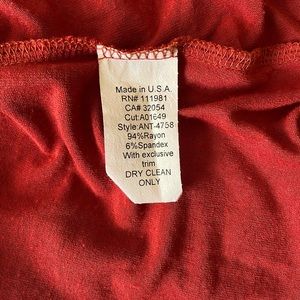 Made in U.S.A.
RN# 111981
CA# 32054
Cut:A01649
Style:ANT-4758
94%Rayon
6%Spandex
With exclusive
trim
DRY CLEAN
ONLY